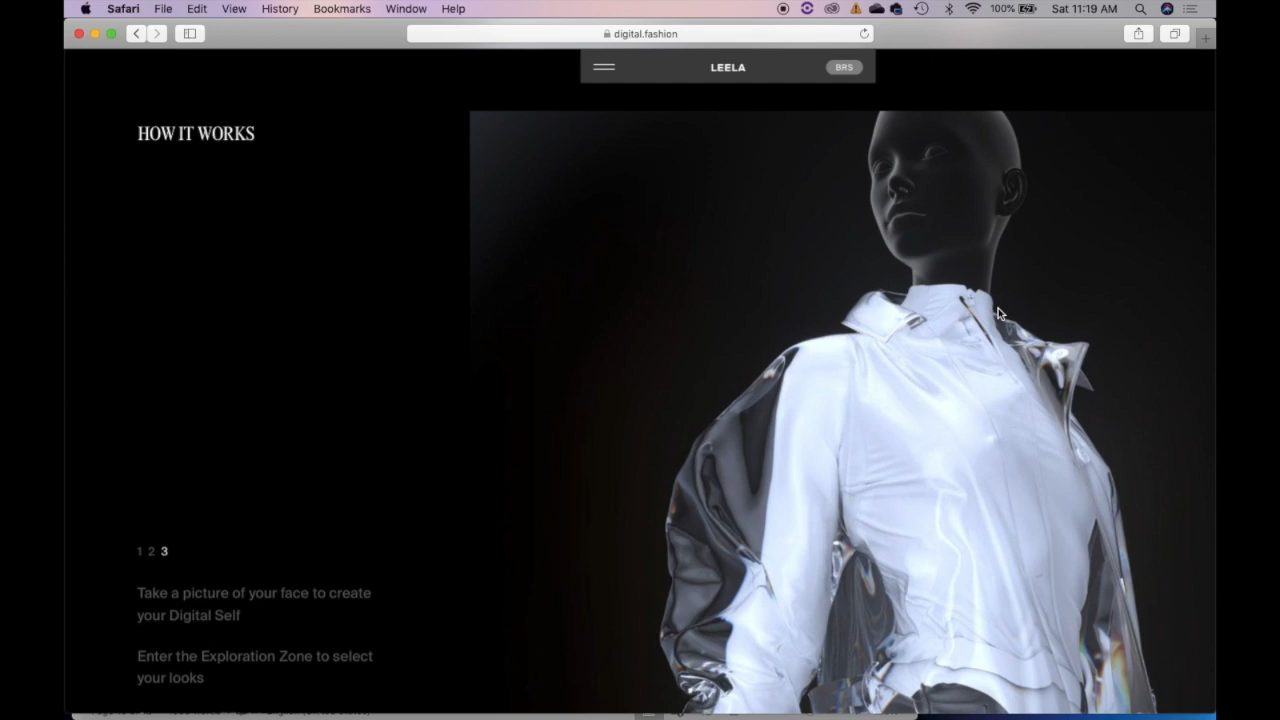 Safari File Edit View History Bookmarks Window Help 100% Sat 11:19 AM
digital.fashion
LEELA BRS
HOW IT WORKS
1 2 3
Take a picture of your face to create
your Digital Self
Enter the Exploration Zone to select
your looks